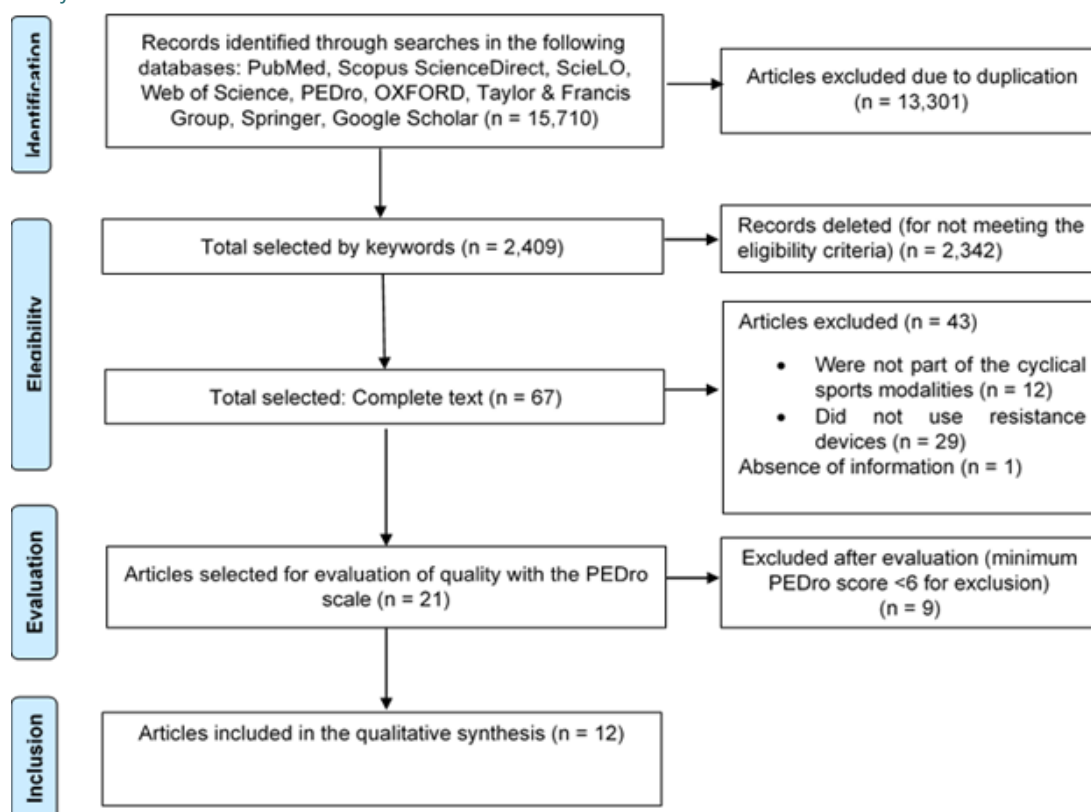 Identification
Records identified through searches in the following
databases: PubMed, Scopus ScienceDirect, ScieLO,
Web of Science, PEDro, OXFORD, Taylor & Francis
Group, Springer, Google Scholar (n = 15,710)
Articles excluded due to duplication
(n = 13,301)
Eligibility
Total selected by keywords (n = 2,409)
Records deleted (for not meeting the
eligibility criteria) (n = 2,342)
Total selected: Complete text (n = 67)
Articles excluded (n = 43)
• Were not part of the cyclical
sports modalities (n = 12)
• Did not use resistance
devices (n = 29)
Absence of information (n = 1)
Evaluation
Articles selected for evaluation of quality with the PEDro
scale (n = 21)
Excluded after evaluation (minimum
PEDro score <6 for exclusion)
(n = 9)
Inclusion
Articles included in the qualitative synthesis (n = 12)